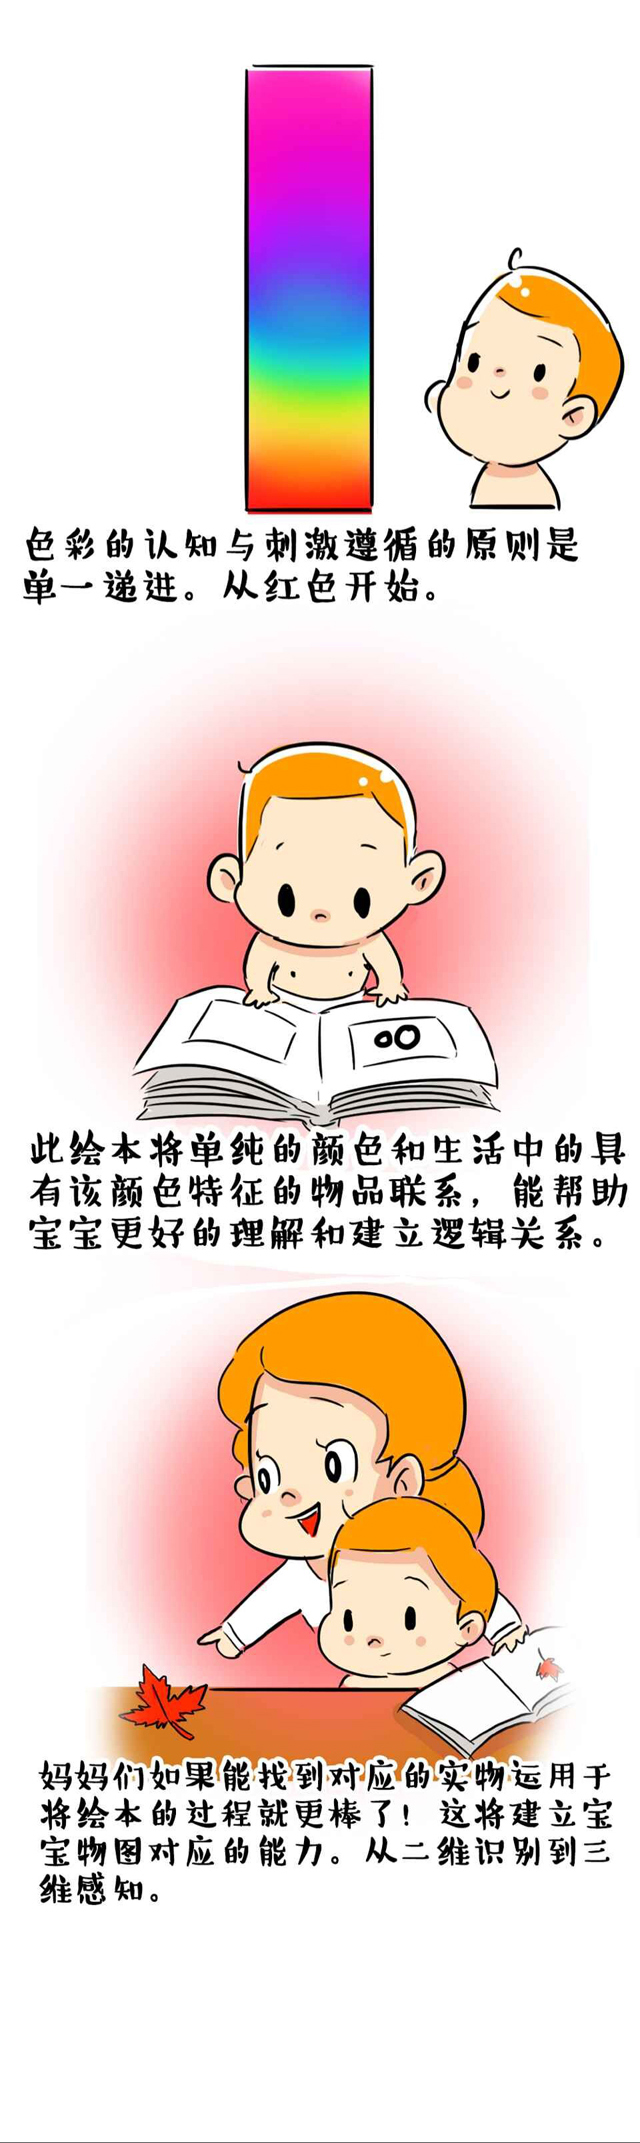 色彩的认知与刺激遵循的原则是
单一递进。从红色开始。
此绘本将单纯的颜色和生活中的具
有该颜色特征的物品联系，能帮助
宝宝更好的理解和建立逻辑关系。
妈妈们如果能找到对应的实物运用于
将绘本的过程就更棒了！这将建立宝
宝物图对应的能力。从二维识别到三
维感知。